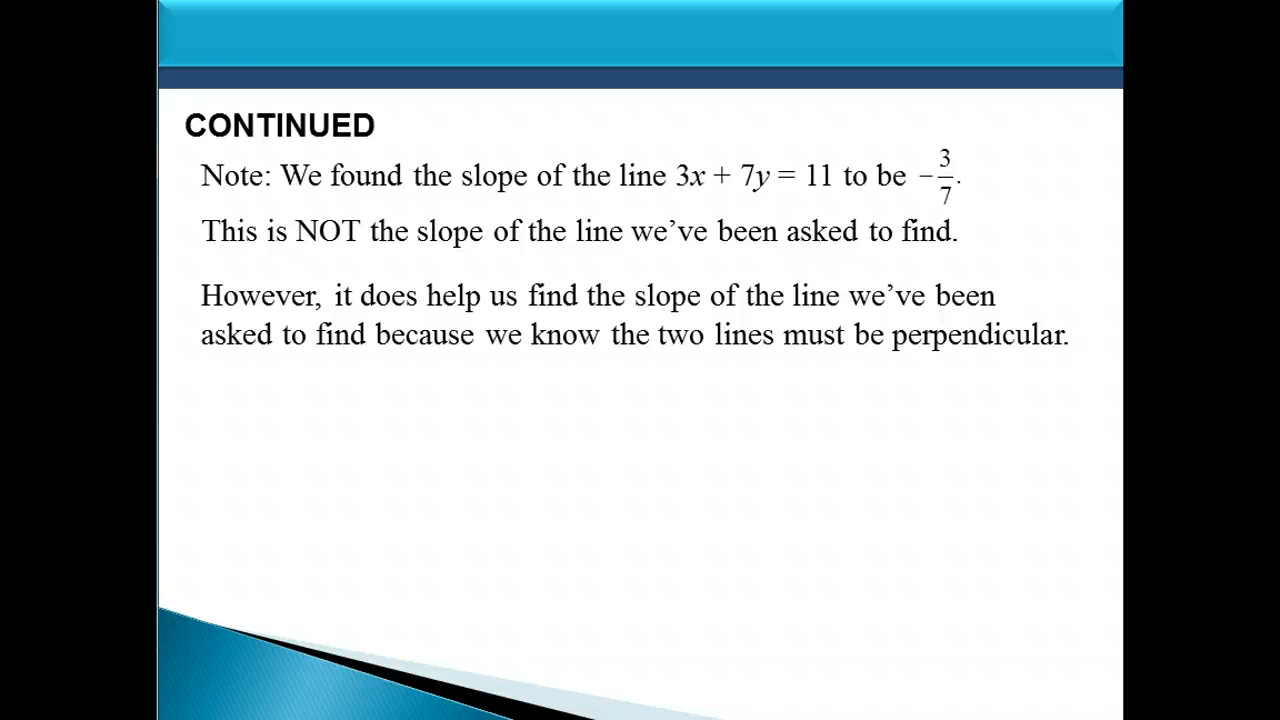 CONTINUED
Note: We found the slope of the line 3x + 7y = 11 to be −3/7.
This is NOT the slope of the line we’ve been asked to find.
However, it does help us find the slope of the line we’ve been
asked to find because we know the two lines must be perpendicular.